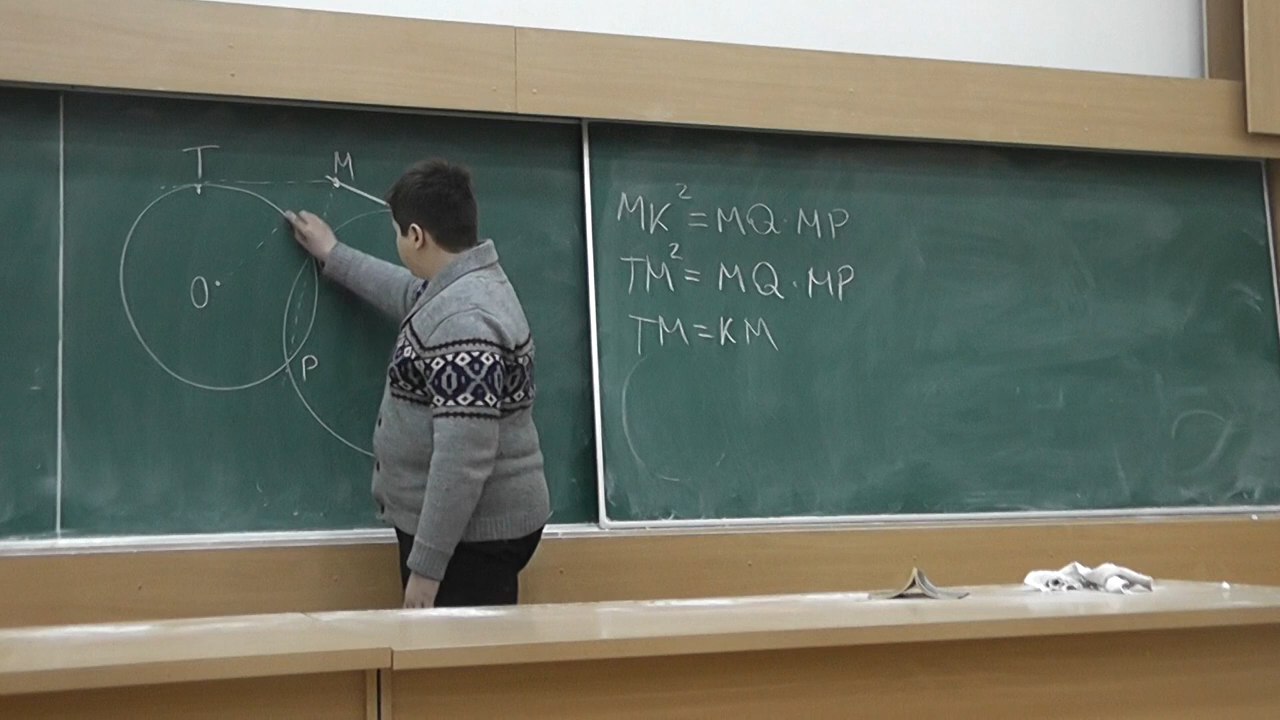 T
M
O
P
MK² = MQ · MP
TM² = MQ · MP
TM = KM